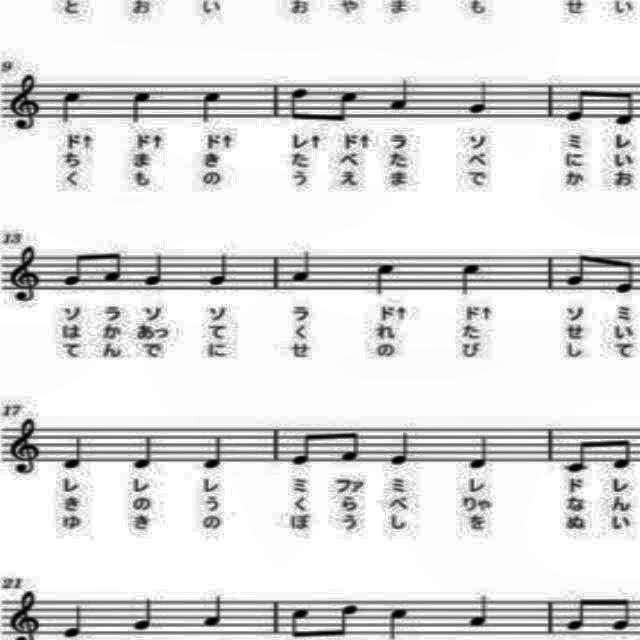 と お い お や ま も せ い
9
ド↑ ド↑ ド↑ レ↑ ド↑ ラ ソ ミ レ
ち ま き た べ た べ に い
く も の う え ま で か お
13
ソ ラ ソ ソ ラ ド↑ ド↑ ソ ミ
は か あっ て く れ た せ い
て ん で に せ の び し て
17
レ レ レ ミ ファ ミ レ ド レ
き の う く ら べ りゃ な ん
ゆ き の ぼ う し を ぬ い
21